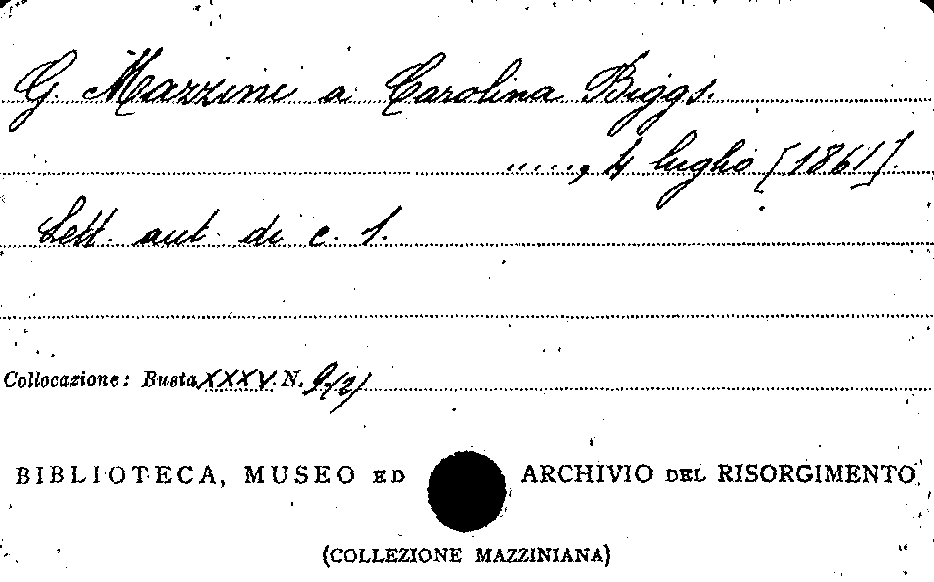 G. Mazzini a Carolina Biggs.
....., 4 luglio [1861].
Lett. aut. di c. 1.
Collocazione: Busta XXXV. N. 9(2)
BIBLIOTECA, MUSEO ED ARCHIVIO DEL RISORGIMENTO
(COLLEZIONE MAZZINIANA)